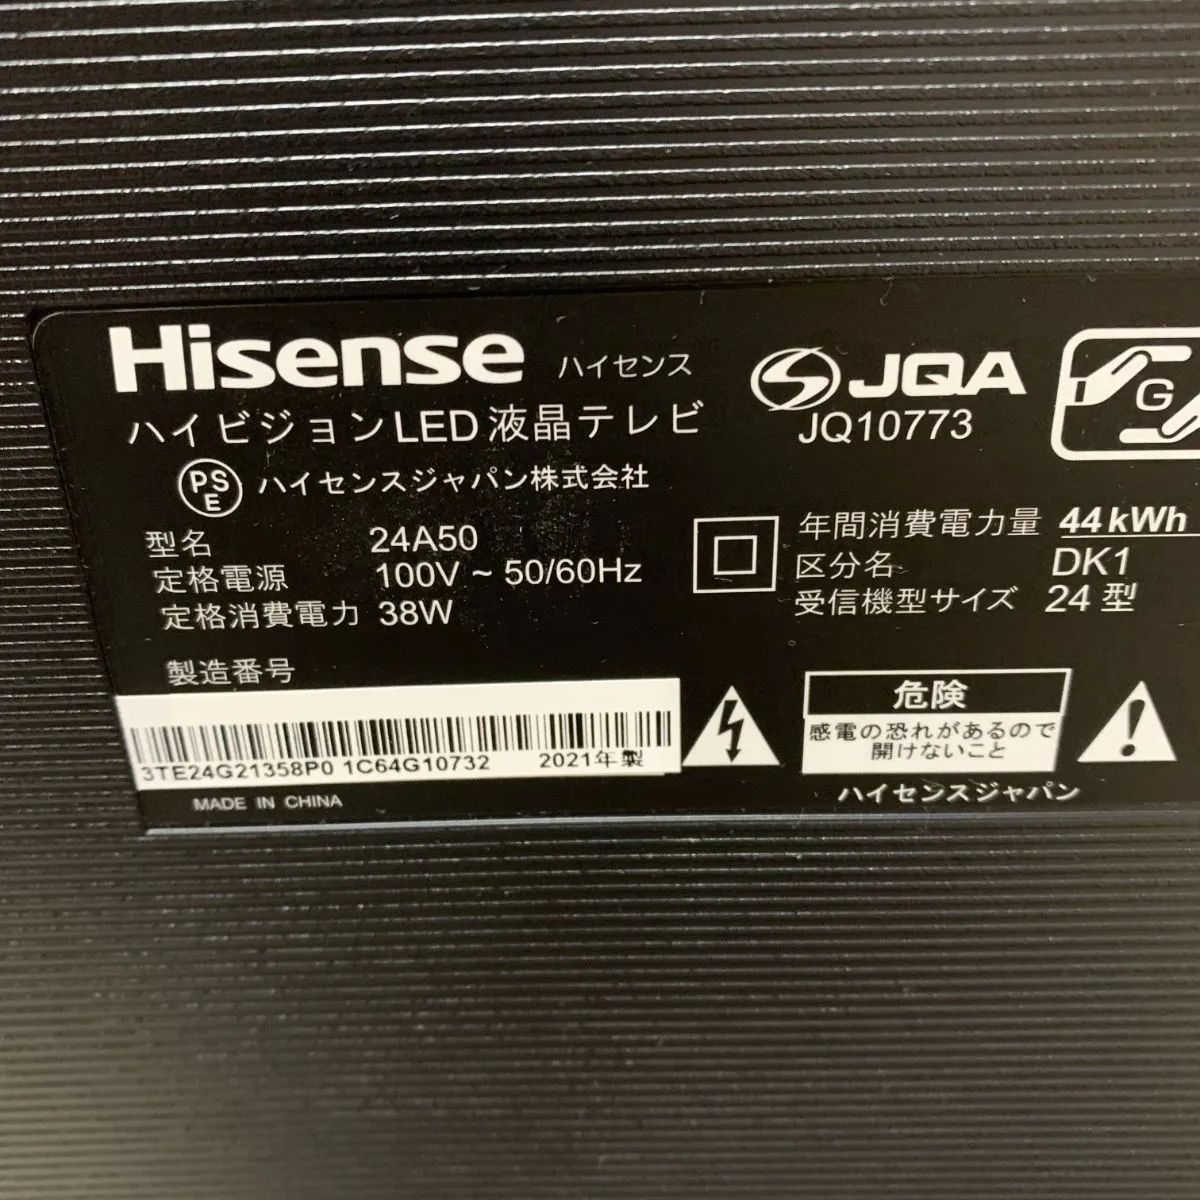 Hisense ハイセンス
ハイビジョンLED液晶テレビ
PSE ハイセンスジャパン株式会社
型名 24A50
定格電源 100V ~ 50/60Hz
定格消費電力 38W
製造番号
3TE24G21358P0 1C64G10732 2021年製
MADE IN CHINA
JQA
JQ10773
G
年間消費電力量 44kWh
区分名 DK1
受信機型サイズ 24型
危険
感電の恐れがあるので
開けないこと
ハイセンスジャパン